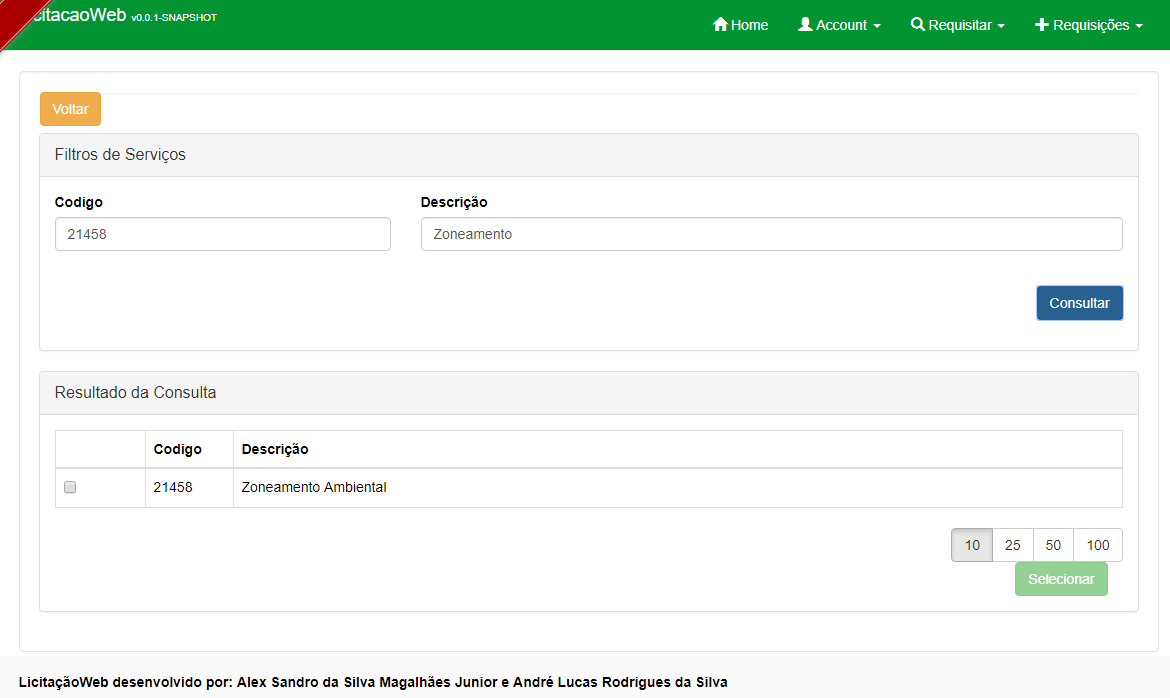 citacaoWeb v0.0.1-SNAPSHOT
Home Account Requisitar Requisições
Voltar
Filtros de Serviços
Codigo Descrição
21458 Zoneamento
Consultar
Resultado da Consulta
Codigo Descrição
21458 Zoneamento Ambiental
10 25 50 100
Selecionar
LicitaçãoWeb desenvolvido por: Alex Sandro da Silva Magalhães Junior e André Lucas Rodrigues da Silva